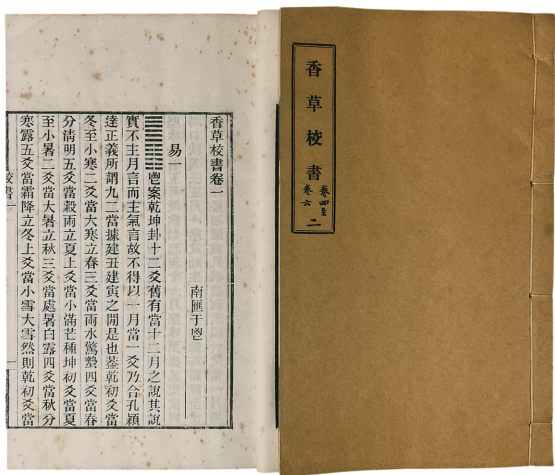 香草校書
卷四至
卷六
二
香草校書卷一
南匯于鬯
易一
䷀䷁鬯案乾坤卦十二爻舊有當十二月之說其說
實不而主月言而主氣言故不得以一月當一爻乃合孔穎
達正義所謂九二當據建丑建寅之閒是也葢乾初爻當
冬至小寒二爻當大寒立春三爻當雨水驚蟄四爻當春
分清明五爻當穀雨立夏上爻當小滿芒種坤初爻當夏
至小暑二爻當大暑立秋三爻當處暑白露四爻當秋分
寒露五爻當霜降立冬上爻當小雪大雪然則乾初爻當
校書一